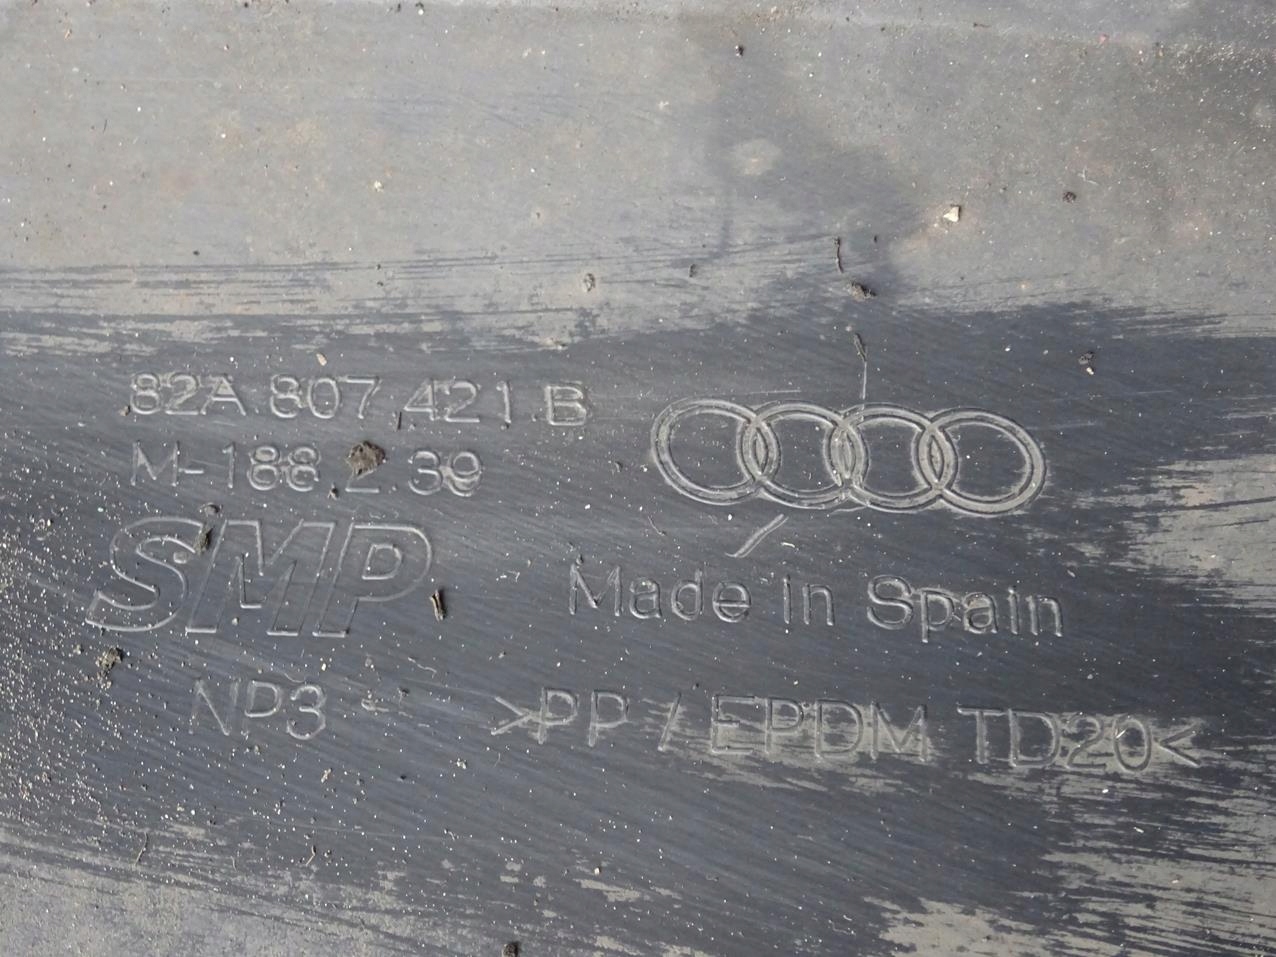 82A.807.421.B
M-188 2.39
SMP
Made in Spain
NP3
>PP/EPDM TD20<